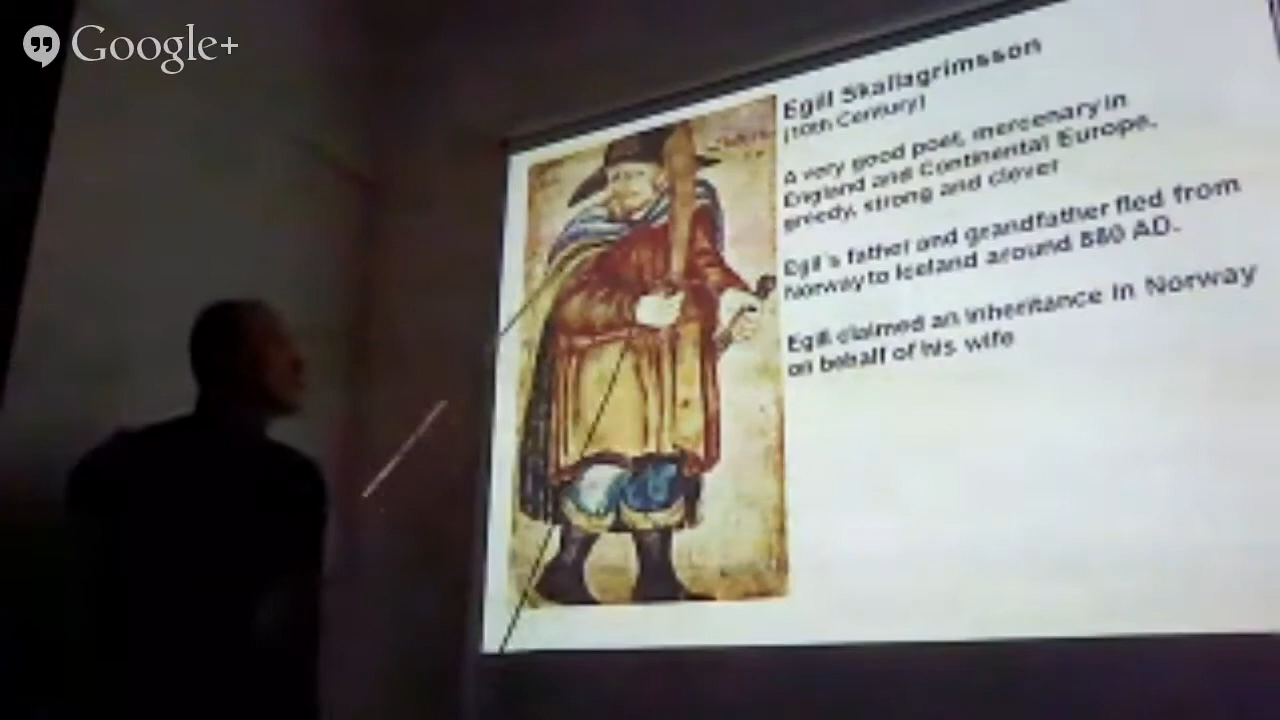 Google+
Egill Skallagrimsson
(10th Century)
A very good poet, mercenary in
England and Continental Europe,
greedy, strong and clever
Egil´s father and grandfather fled from
Norway to Iceland around 880 AD.
Egill claimed an inheritance in Norway
on behalf of his wife